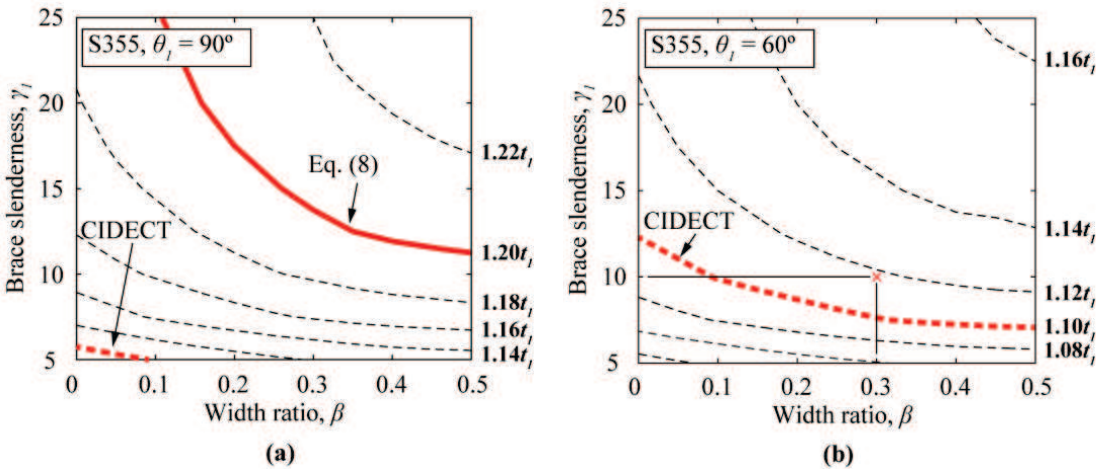 S355, θ₁ = 90º
Brace slenderness, γ₁
25
20
15
10
5
Eq. (8)
CIDECT
1.22t₁
1.20t₁
1.18t₁
1.16t₁
1.14t₁
0 0.1 0.2 0.3 0.4 0.5
Width ratio, β
(a)
S355, θ₁ = 60º
Brace slenderness, γ₁
25
20
15
10
5
CIDECT
1.16t₁
1.14t₁
1.12t₁
1.10t₁
1.08t₁
0 0.1 0.2 0.3 0.4 0.5
Width ratio, β
(b)